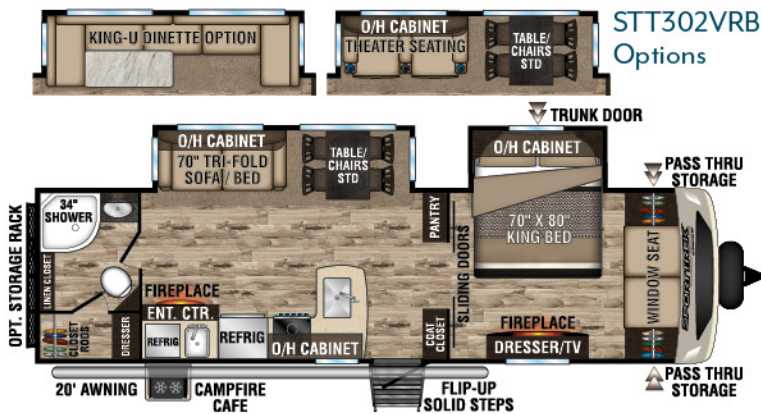 KING-U DINETTE OPTION
O/H CABINET
THEATER SEATING
TABLE/
CHAIRS
STD
STT302VRB
Options
TRUNK DOOR
O/H CABINET
70" TRI-FOLD
SOFA / BED
TABLE/
CHAIRS
STD
O/H CABINET
70" X 80"
KING BED
PASS THRU
STORAGE
34"
SHOWER
PANTRY
SLIDING DOORS
WINDOW SEAT
SPORTTREK
OPT. STORAGE RACK
LINEN CLOSET
CLOSET
RODS
DRESSER
FIREPLACE
ENT. CTR.
REFRIG
REFRIG
O/H CABINET
COAT
CLOSET
FIREPLACE
DRESSER/TV
20' AWNING
CAMPFIRE
CAFE
FLIP-UP
SOLID STEPS
PASS THRU
STORAGE